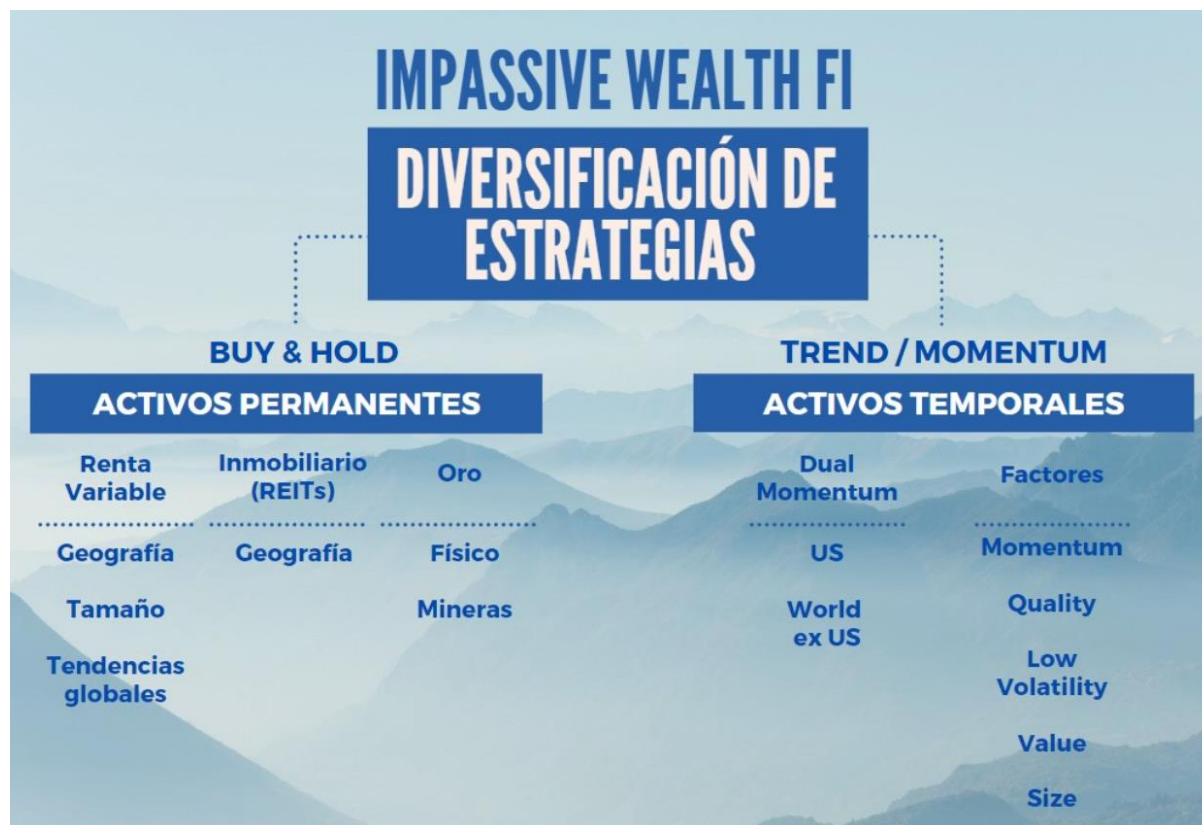 IMPASSIVE WEALTH FI
DIVERSIFICACIÓN DE
ESTRATEGIAS
BUY & HOLD
ACTIVOS PERMANENTES
Renta
Variable
Geografía
Tamaño
Tendencias
globales
Inmobiliario
(REITs)
Geografía
Oro
Físico
Mineras
TREND / MOMENTUM
ACTIVOS TEMPORALES
Dual
Momentum
US
World
ex US
Factores
Momentum
Quality
Low
Volatility
Value
Size